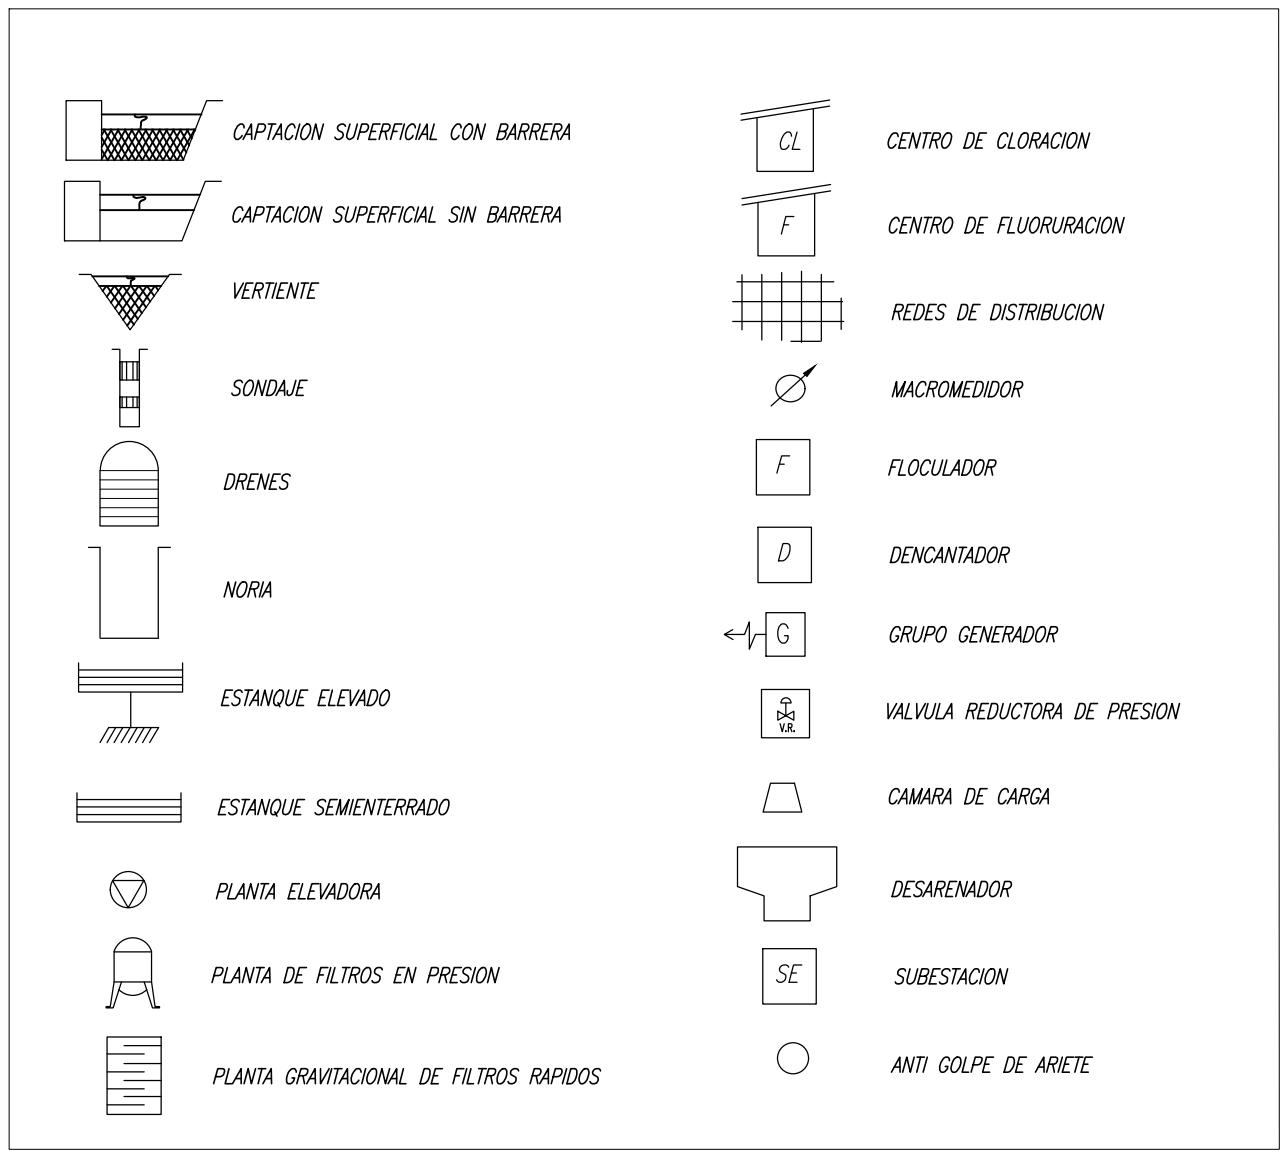 CAPTACION SUPERFICIAL CON BARRERA
CAPTACION SUPERFICIAL SIN BARRERA
VERTIENTE
SONDAJE
DRENES
NORIA
ESTANQUE ELEVADO
ESTANQUE SEMIENTERRADO
PLANTA ELEVADORA
PLANTA DE FILTROS EN PRESION
PLANTA GRAVITACIONAL DE FILTROS RAPIDOS
CL CENTRO DE CLORACION
F CENTRO DE FLUORURACION
REDES DE DISTRIBUCION
MACROMEDIDOR
F FLOCULADOR
D DENCANTADOR
G GRUPO GENERADOR
V.R. VALVULA REDUCTORA DE PRESION
CAMARA DE CARGA
DESARENADOR
SE SUBESTACION
ANTI GOLPE DE ARIETE